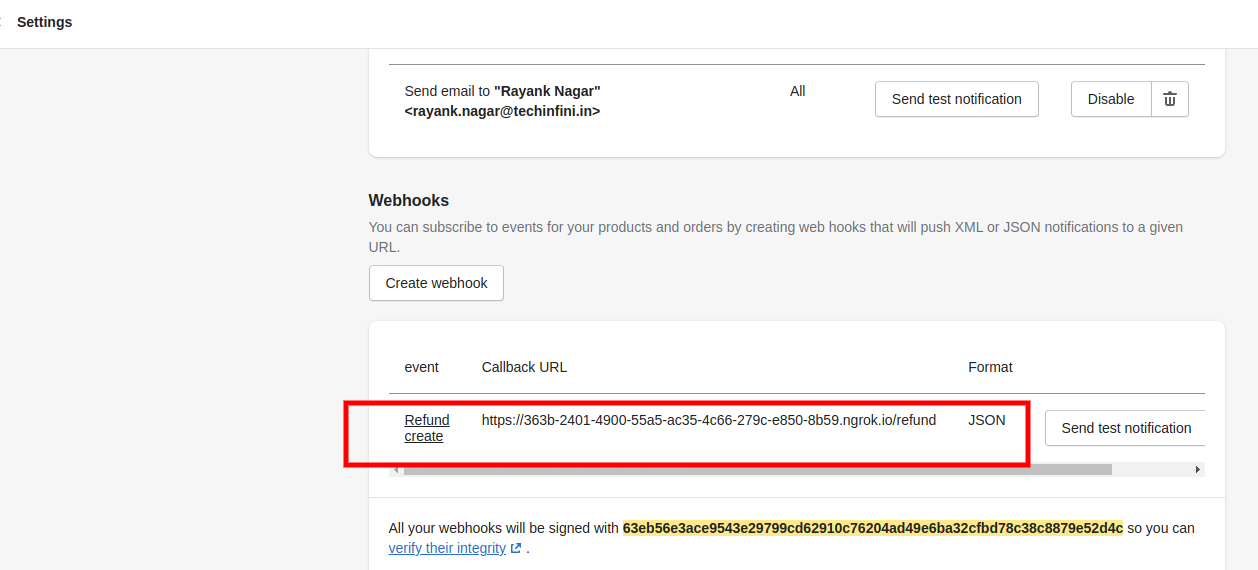 Settings
Send email to "Rayank Nagar"
<rayank.nagar@techinfini.in>
All
Send test notification
Disable
Webhooks
You can subscribe to events for your products and orders by creating web hooks that will push XML or JSON notifications to a given
URL.
Create webhook
event
Callback URL
Format
Refund
create
https://363b-2401-4900-55a5-ac35-4c66-279c-e850-8b59.ngrok.io/refund
JSON
Send test notification
All your webhooks will be signed with 63eb56e3ace9543e29799cd62910c76204ad49e6ba32cfbd78c38c8879e52d4c so you can
verify their integrity .